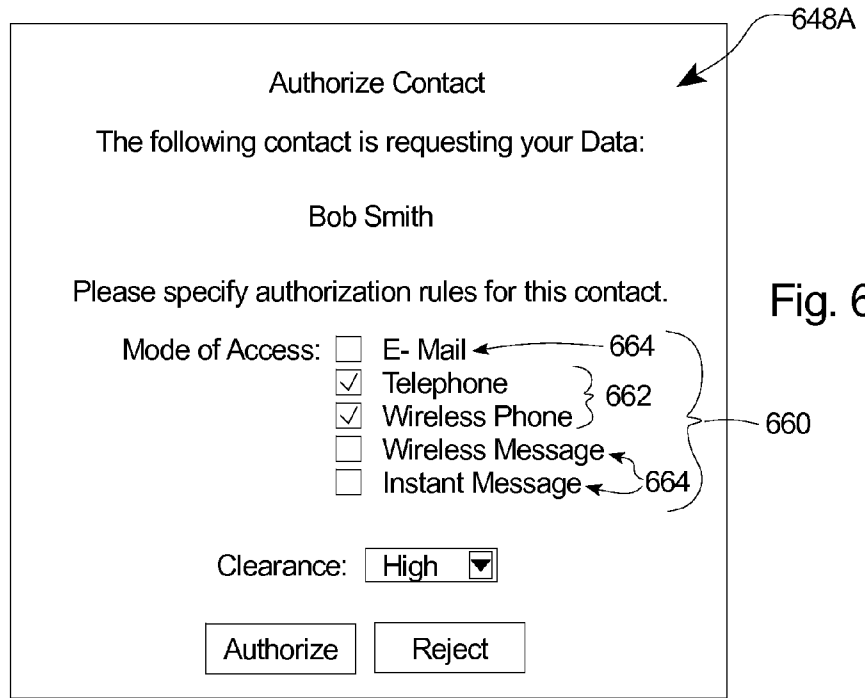 648A
Authorize Contact
The following contact is requesting your Data:
Bob Smith
Please specify authorization rules for this contact.
Fig. 6
Mode of Access: E- Mail 664
Telephone
662
Wireless Phone
660
Wireless Message
Instant Message 664
Clearance: High
Authorize Reject